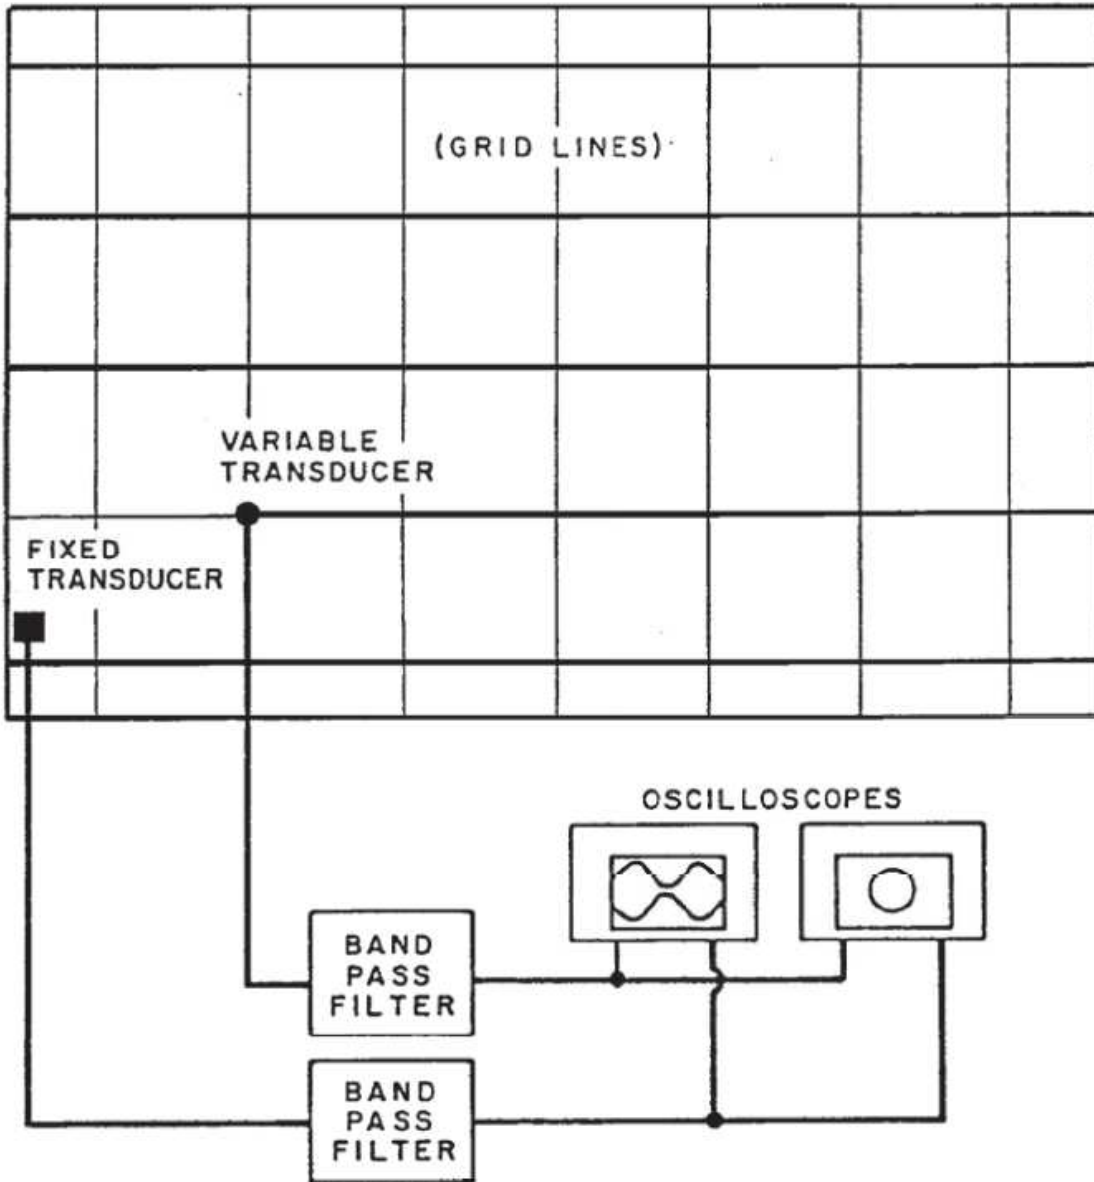 (GRID LINES)
VARIABLE
TRANSDUCER
FIXED
TRANSDUCER
OSCILLOSCOPES
BAND
PASS
FILTER
BAND
PASS
FILTER